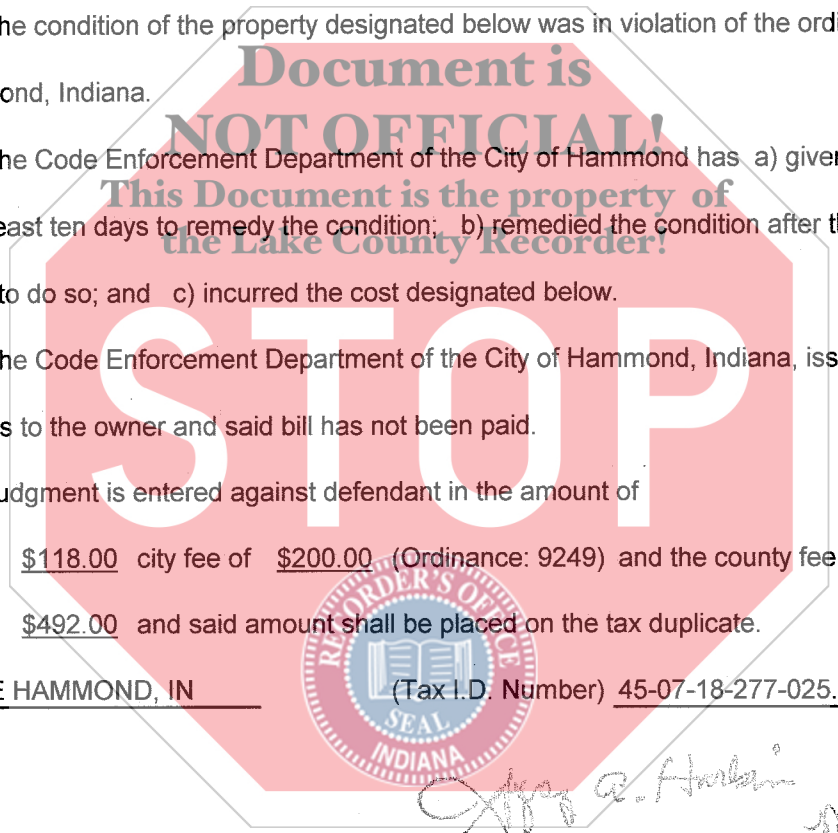 he condition of the property designated below was in violation of the ordi
Document is
ond, Indiana.
NOT OFFICIAL!
he Code Enforcement Department of the City of Hammond has a) given
This Document is the property of
east ten days to remedy the condition; b) remedied the condition after th
the Lake County Recorder!
to do so; and c) incurred the cost designated below.
STOP
he Code Enforcement Department of the City of Hammond, Indiana, iss
s to the owner and said bill has not been paid.
udgment is entered against defendant in the amount of
$118.00 city fee of $200.00 (Ordinance: 9249) and the county fee
$492.00 and said amount shall be placed on the tax duplicate.
E HAMMOND, IN (Tax I.D. Number) 45-07-18-277-025.
RECORDER'S OFFICE
SEAL
INDIANA